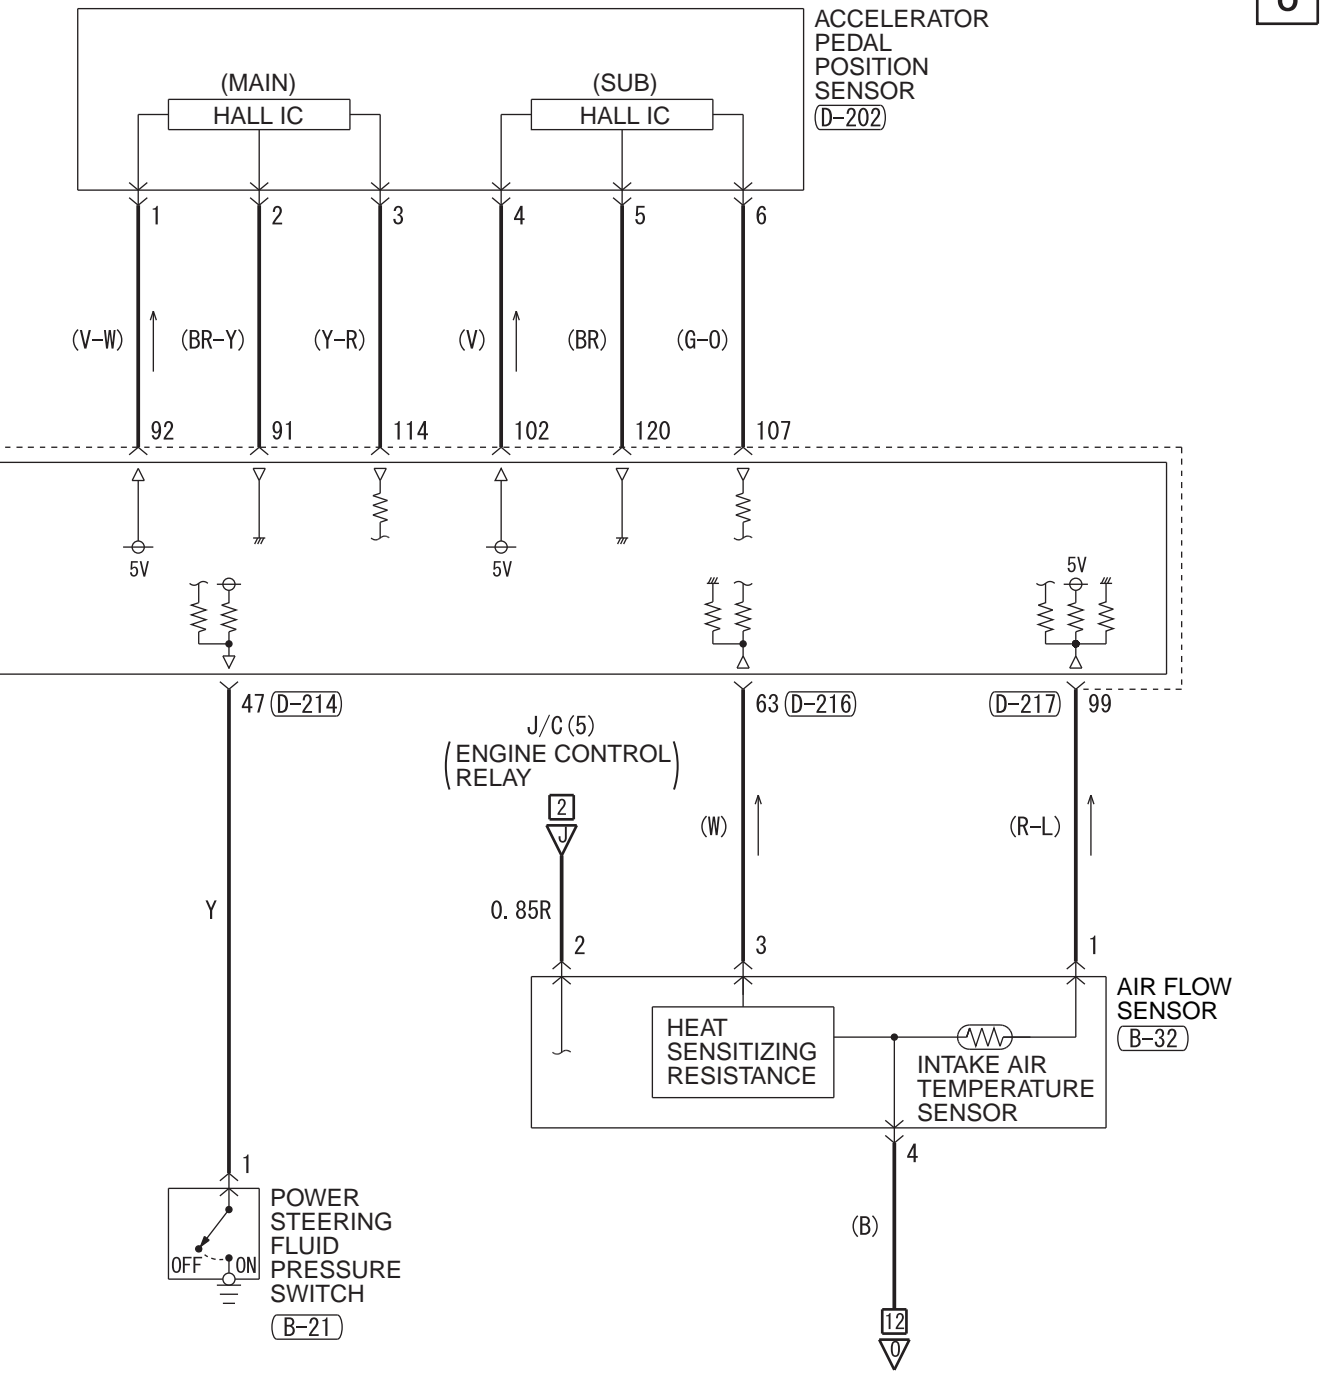 ACCELERATOR
PEDAL
POSITION
SENSOR
D-202
(MAIN)
HALL IC
(SUB)
HALL IC
1 2 3 4 5 6
(V-W) (BR-Y) (Y-R) (V) (BR) (G-O)
92 91 114 102 120 107
5V 5V
5V
47 D-214
63 D-216
D-217 99
J/C(5)
(ENGINE CONTROL
RELAY)
2
J
(W)
(R-L)
Y
0.85R
2 3 1
AIR FLOW
SENSOR
B-32
HEAT
SENSITIZING
RESISTANCE
INTAKE AIR
TEMPERATURE
SENSOR
4
(B)
12
O
1
POWER
STEERING
FLUID
PRESSURE
SWITCH
B-21
OFF ON